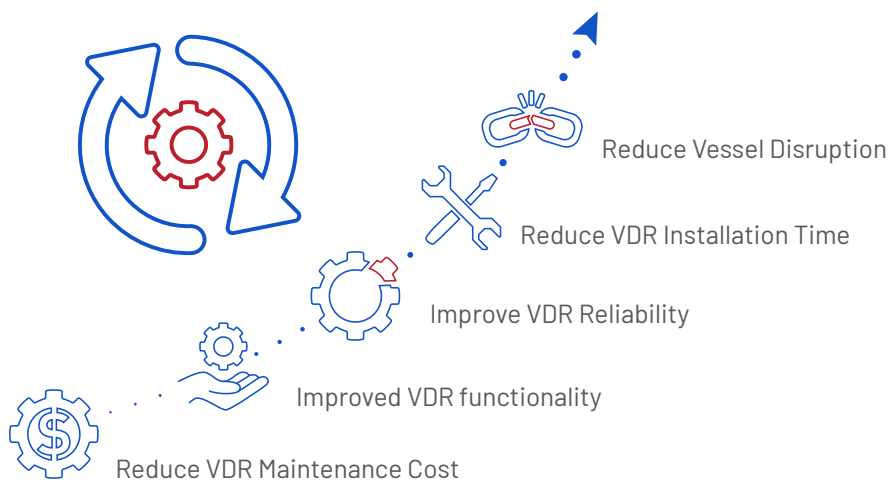 Reduce Vessel Disruption
Reduce VDR Installation Time
Improve VDR Reliability
Improved VDR functionality
$
Reduce VDR Maintenance Cost